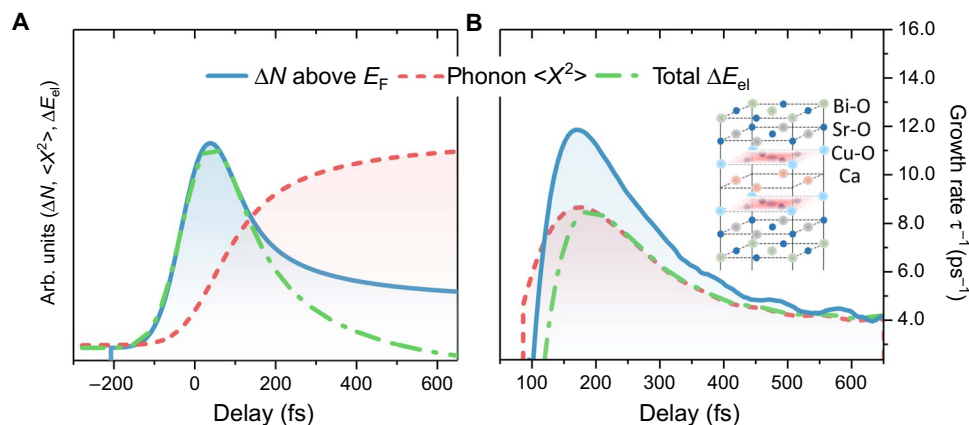 A
B
ΔN above E_F
Phonon <X²>
Total ΔE_el
Arb. units (ΔN, <X²>, ΔE_el)
−200
0
200
400
600
Delay (fs)
100
200
300
400
500
600
Delay (fs)
16.0
14.0
12.0
10.0
8.0
6.0
4.0
Growth rate τ⁻¹ (ps⁻¹)
Bi-O
Sr-O
Cu-O
Ca